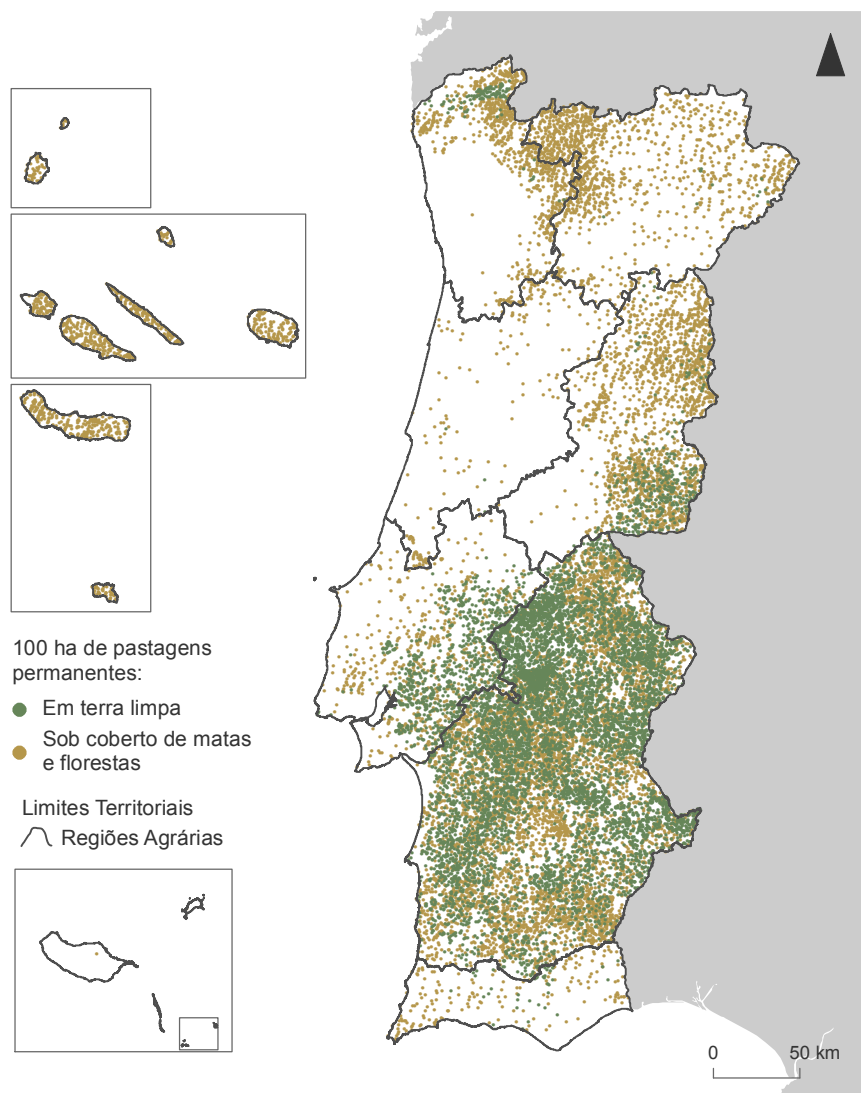 100 ha de pastagens
permanentes:
Em terra limpa
Sob coberto de matas
e florestas
Limites Territoriais
Regiões Agrárias
0 50 km